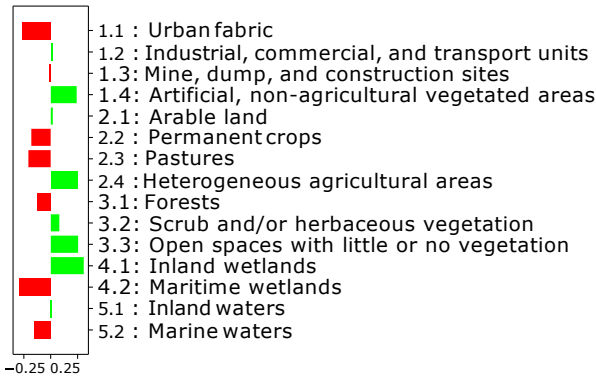 1.1 : Urban fabric
1.2 : Industrial, commercial, and transport units
1.3: Mine, dump, and construction sites
1.4: Artificial, non-agricultural vegetated areas
2.1: Arable land
2.2 : Permanent crops
2.3 : Pastures
2.4 : Heterogeneous agricultural areas
3.1: Forests
3.2: Scrub and/or herbaceous vegetation
3.3: Open spaces with little or no vegetation
4.1: Inland wetlands
4.2: Maritime wetlands
5.1 : Inland waters
5.2 : Marine waters
−0.25 0.25